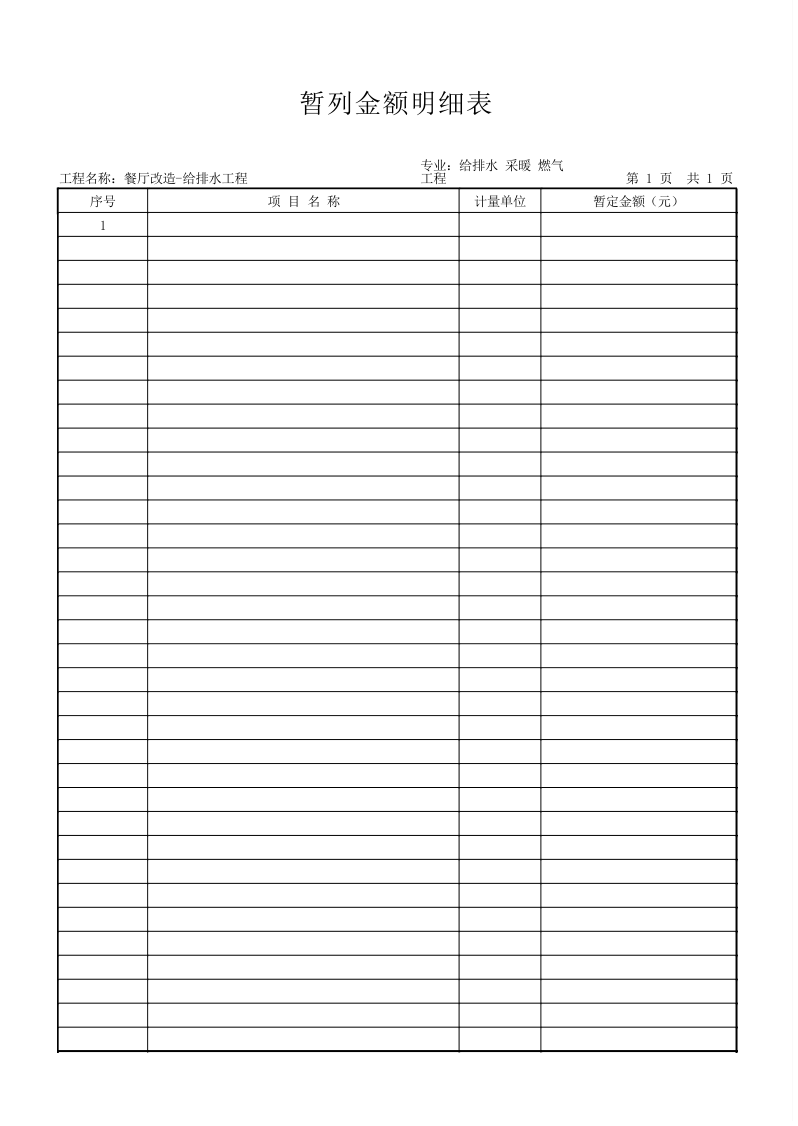 暂列金额明细表
专业：给排水 采暖 燃气
工程名称：餐厅改造-给排水工程 工程 第 1 页 共 1 页
序号 项 目 名 称 计量单位 暂定金额（元）
1